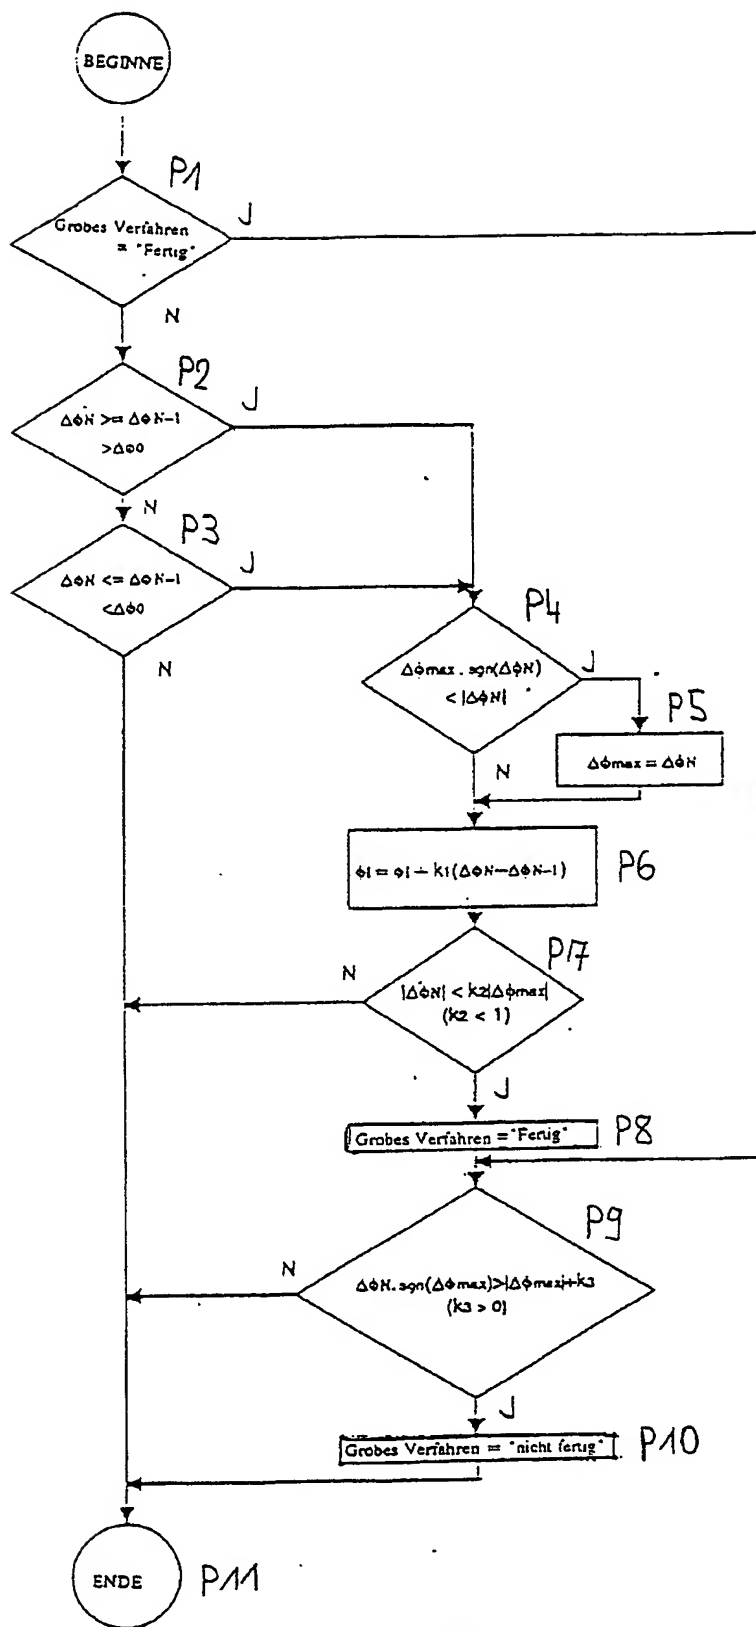 BEGINNE
P1
Grobes Verfahren
= "Fertig"
J
N
P2
ΔϕN >= ΔϕN-1
>Δϕ0
J
N
P3
ΔϕN <= ΔϕN-1
<Δϕ0
J
N
P4
Δϕmax . sgn(ΔϕN)
< |ΔϕN|
J
N
P5
Δϕmax = ΔϕN
k1(ΔϕN-ΔϕN-1)
P6
P7
|ΔϕN| < k2|Δϕmax|
(k2 < 1)
N
J
Grobes Verfahren = "Fertig"
P8
P9
ΔϕN.sgn(Δϕmax)>|Δϕmax|+k3
(k3 > 0)
N
J
Grobes Verfahren = "nicht fertig"
P10
ENDE
P11